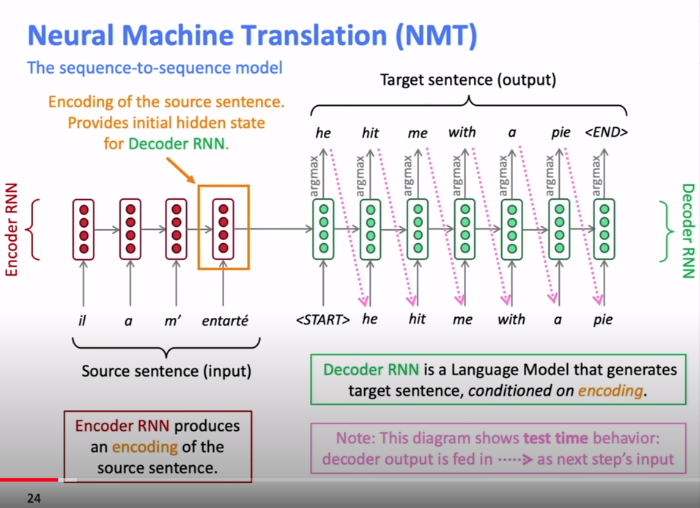 Neural Machine Translation (NMT)
The sequence-to-sequence model
Target sentence (output)
Encoding of the source sentence.
Provides initial hidden state
for Decoder RNN.
he hit me with a pie <END>
argmax argmax argmax argmax argmax argmax argmax
Encoder RNN
Decoder RNN
il a m' entarté
<START> he hit me with a pie
Source sentence (input)
Decoder RNN is a Language Model that generates
target sentence, conditioned on encoding.
Encoder RNN produces
an encoding of the
source sentence.
Note: This diagram shows test time behavior:
decoder output is fed in ·····> as next step's input
24